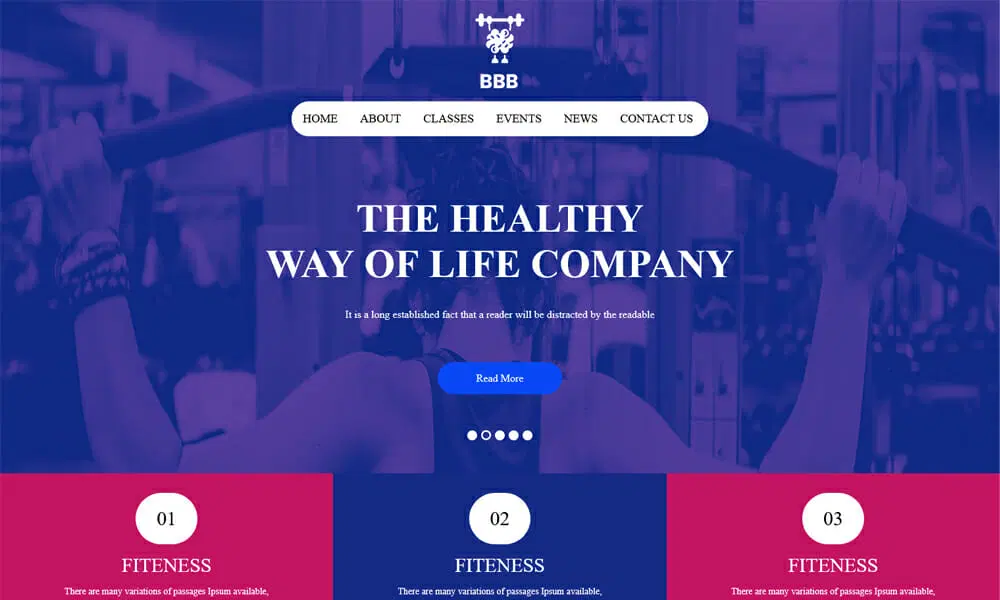 BBB
HOME ABOUT CLASSES EVENTS NEWS CONTACT US
THE HEALTHY
WAY OF LIFE COMPANY
It is a long established fact that a reader will be distracted by the readable
Read More
01 02 03
FITENESS FITENESS FITENESS
There are many variations of passages Ipsum available, There are many variations of passages Ipsum available, There are many variations of passages Ipsum available,